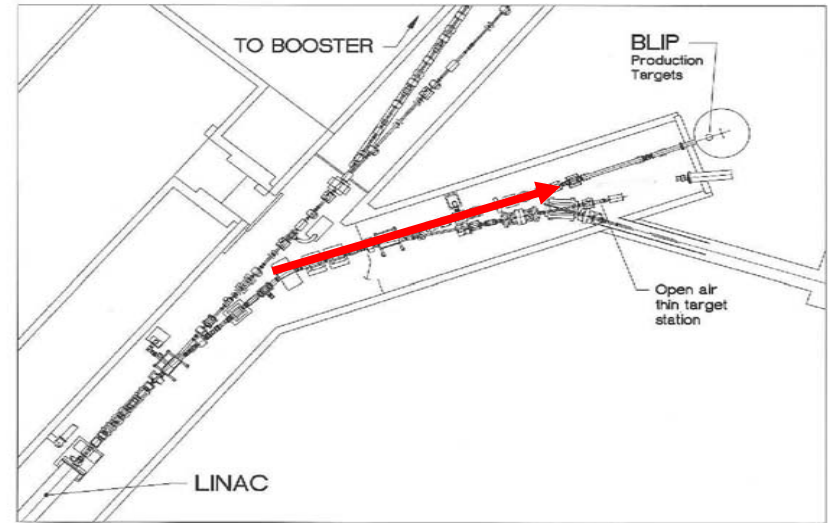 TO BOOSTER
BLIP
Production
Targets
Open air
thin target
station
LINAC